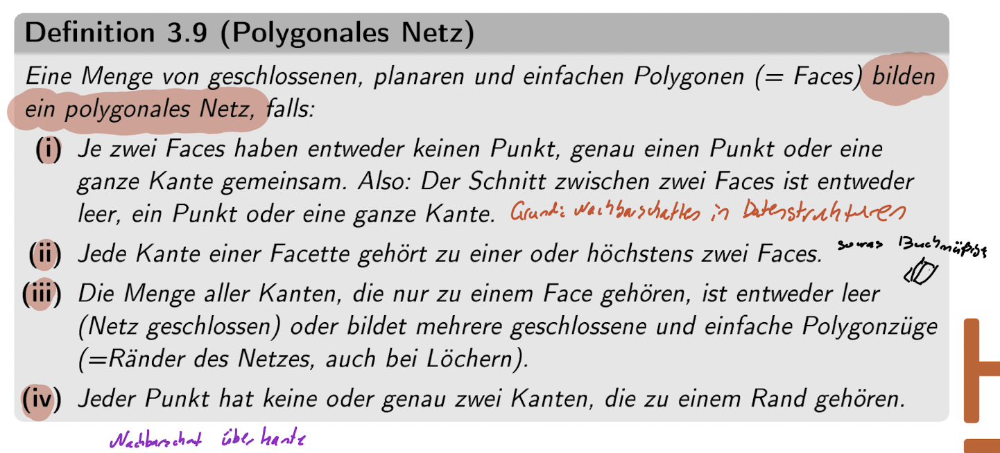 Definition 3.9 (Polygonales Netz)
Eine Menge von geschlossenen, planaren und einfachen Polygonen (= Faces) bilden
ein polygonales Netz, falls:
(i) Je zwei Faces haben entweder keinen Punkt, genau einen Punkt oder eine
ganze Kante gemeinsam. Also: Der Schnitt zwischen zwei Faces ist entweder
leer, ein Punkt oder eine ganze Kante. Grund: Nachbarschaften in Datenstrukturen
(ii) Jede Kante einer Facette gehört zu einer oder höchstens zwei Faces. sowas Buchmäßige
(iii) Die Menge aller Kanten, die nur zu einem Face gehören, ist entweder leer
(Netz geschlossen) oder bildet mehrere geschlossene und einfache Polygonzüge
(=Ränder des Netzes, auch bei Löchern).
(iv) Jeder Punkt hat keine oder genau zwei Kanten, die zu einem Rand gehören.
Nachbarschaft über Kante